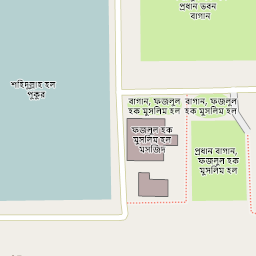 প্রধান ভবন
বাগান
শহিদুল্লাহ হল
পুকুর
বাগান, ফজলুল
হক মুসলিম হল
বাগান, ফজলুল
হক মুসলিম হল
ফজলুল হক
মুসলিম হল
মসজিদ
প্রধান বাগান,
ফজলুল হক
মুসলিম হল